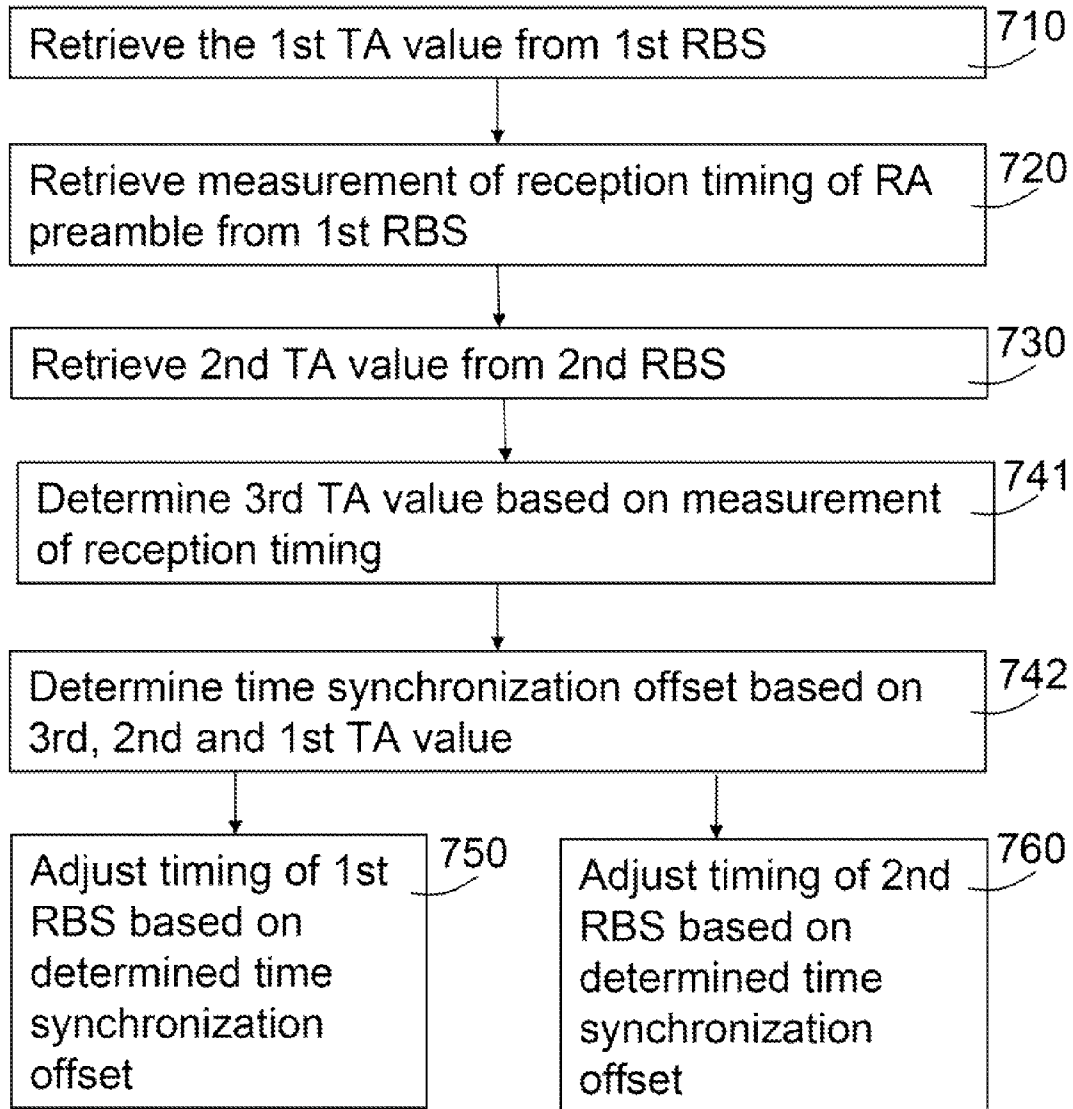 Retrieve the 1st TA value from 1st RBS
710
Retrieve measurement of reception timing of RA
preamble from 1st RBS
720
Retrieve 2nd TA value from 2nd RBS
730
Determine 3rd TA value based on measurement
of reception timing
741
Determine time synchronization offset based on
3rd, 2nd and 1st TA value
742
Adjust timing of 1st
RBS based on
determined time
synchronization
offset
750
Adjust timing of 2nd
RBS based on
determined time
synchronization
offset
760